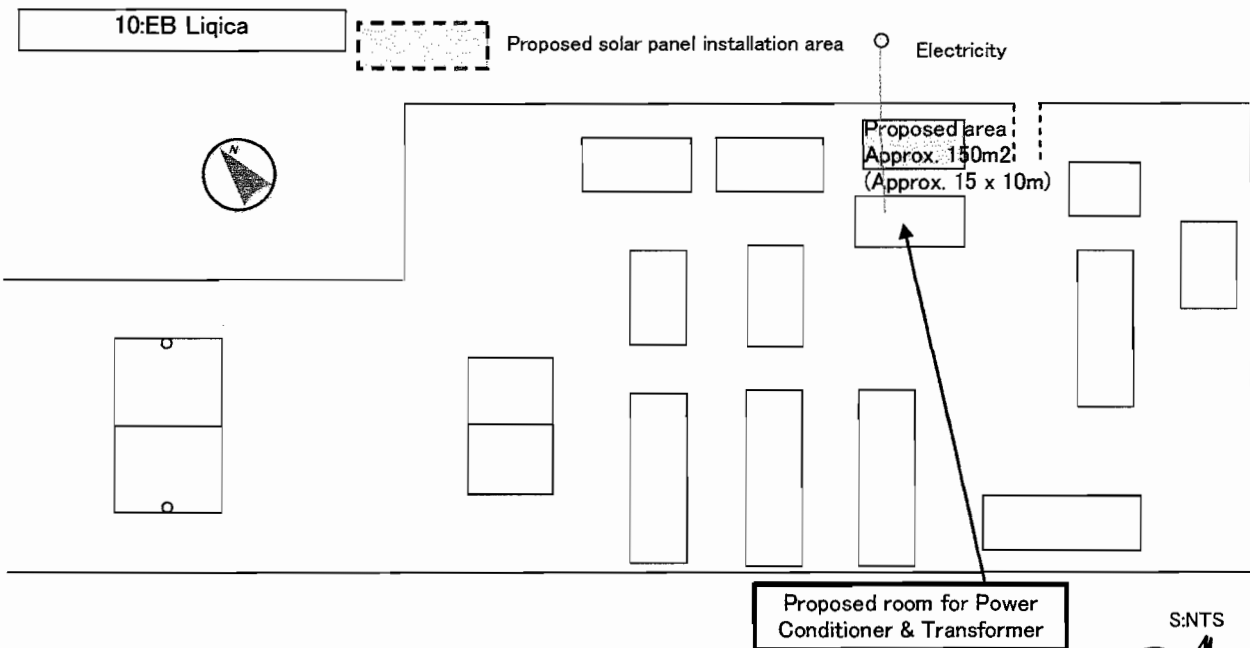 10:EB Liqica
Proposed solar panel installation area
Electricity
N
Proposed area
Approx. 150m2
(Approx. 15 x 10m)
Proposed room for Power
Conditioner & Transformer
S:NTS